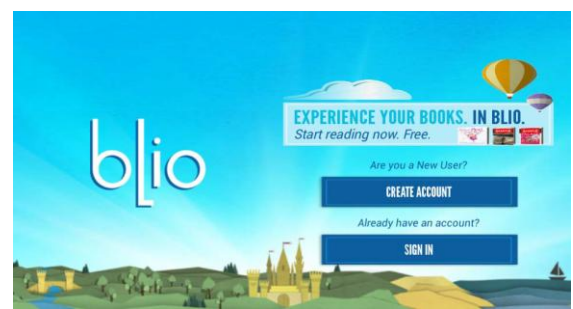 blio
EXPERIENCE YOUR BOOKS. IN BLIO.
Start reading now. Free.
Are you a New User?
CREATE ACCOUNT
Already have an account?
SIGN IN